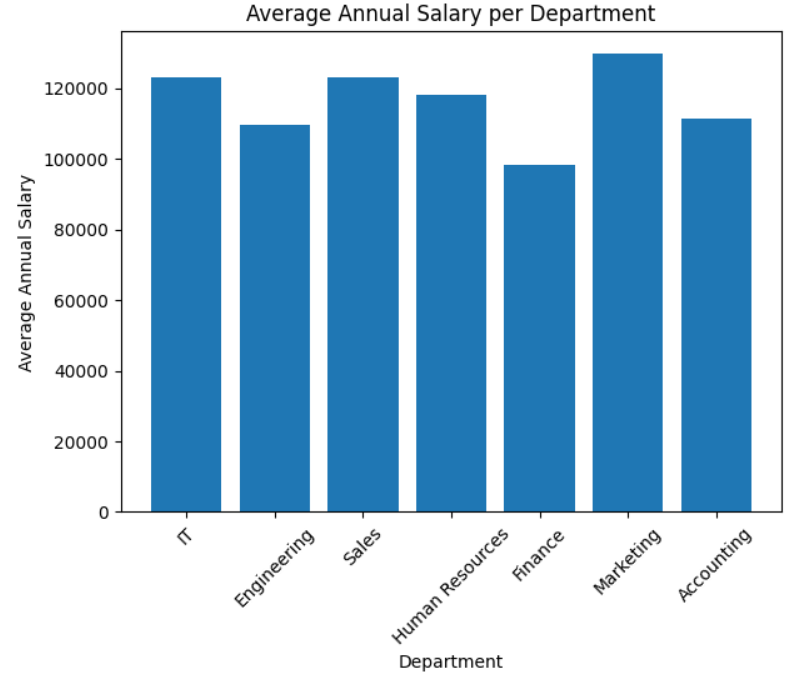 Average Annual Salary per Department
Average Annual Salary
120000
100000
80000
60000
40000
20000
0
IT
Engineering
Sales
Human Resources
Finance
Marketing
Accounting
Department